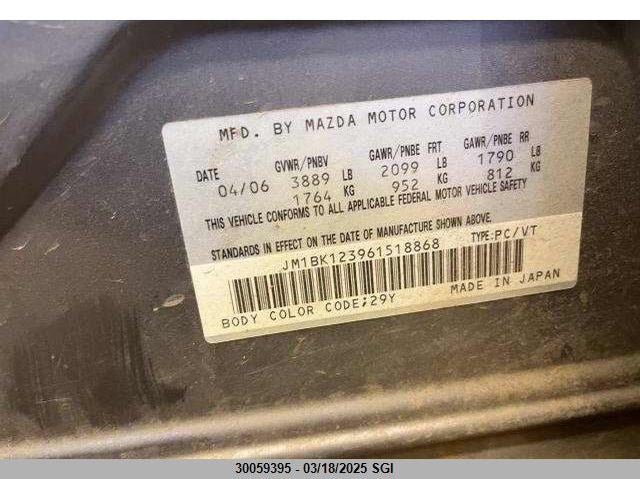 MFD. BY MAZDA MOTOR CORPORATION
GVWR/PNBV GAWR/PNBE FRT GAWR/PNBE RR
DATE 04/06 3889 LB 2099 LB 1790 LB
1764 KG 952 KG 812 KG
THIS VEHICLE CONFORMS TO ALL APPLICABLE FEDERAL MOTOR VEHICLE SAFETY
STANDARDS IN EFFECT ON THE DATE OF MANUFACTURE SHOWN ABOVE.
JM1BK123961518868 TYPE:PC/VT
BODY COLOR CODE;29Y MADE IN JAPAN
30059395 - 03/18/2025 SGI